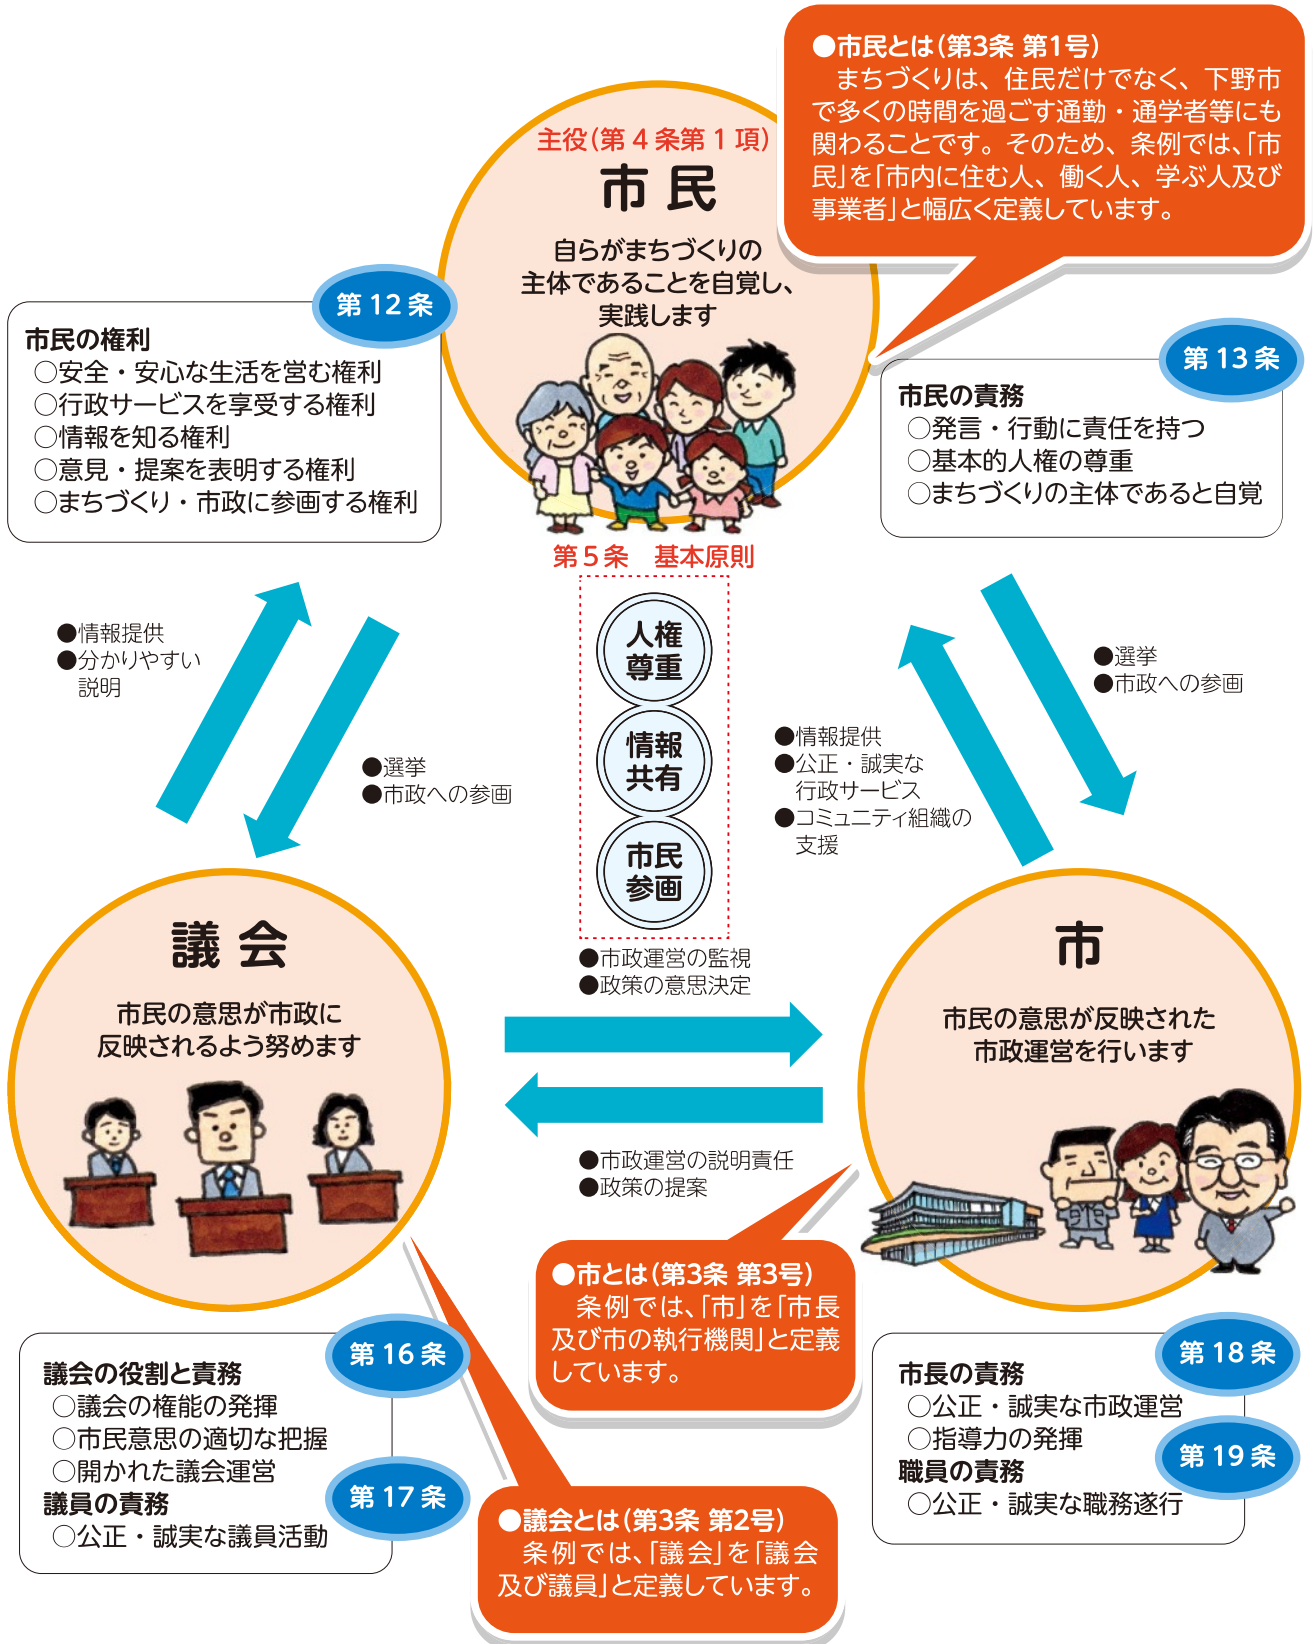 ●市民とは(第3条 第1号)
まちづくりは、住民だけでなく、下野市
で多くの時間を過ごす通勤・通学者等にも
関わることです。そのため、条例では、「市
民」を「市内に住む人、働く人、学ぶ人及び
事業者」と幅広く定義しています。
主役(第4条第1項)
市民
自らがまちづくりの
主体であることを自覚し、
実践します
第12条
市民の権利
○安全・安心な生活を営む権利
○行政サービスを享受する権利
○情報を知る権利
○意見・提案を表明する権利
○まちづくり・市政に参画する権利
第13条
市民の責務
○発言・行動に責任を持つ
○基本的人権の尊重
○まちづくりの主体であると自覚
第5条 基本原則
人権
尊重
情報
共有
市民
参画
●情報提供
●分かりやすい
説明
●選挙
●市政への参画
●情報提供
●公正・誠実な
行政サービス
●コミュニティ組織の
支援
●選挙
●市政への参画
議会
市民の意思が市政に
反映されるよう努めます
●市政運営の監視
●政策の意思決定
●市政運営の説明責任
●政策の提案
市
市民の意思が反映された
市政運営を行います
●市とは(第3条 第3号)
条例では、「市」を「市長
及び市の執行機関」と定義
しています。
第16条
議会の役割と責務
○議会の権能の発揮
○市民意思の適切な把握
○開かれた議会運営
第17条
議員の責務
○公正・誠実な議員活動
●議会とは(第3条 第2号)
条例では、「議会」を「議会
及び議員」と定義しています。
第18条
市長の責務
○公正・誠実な市政運営
○指導力の発揮
第19条
職員の責務
○公正・誠実な職務遂行